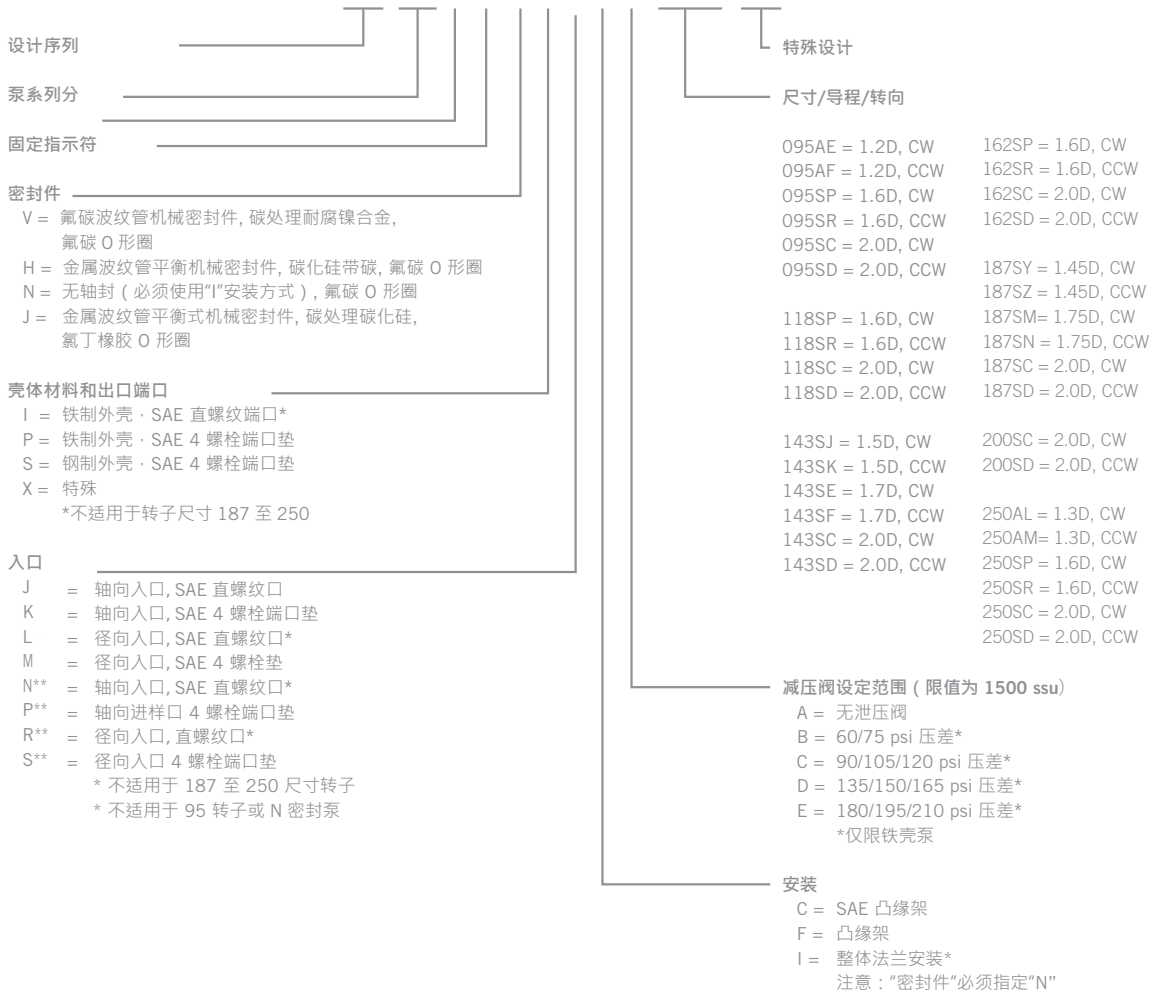 设计序列
泵系列分
固定指示符
密封件
V = 氟碳波纹管机械密封件, 碳处理耐腐镍合金,
氟碳 O 形圈
H = 金属波纹管平衡机械密封件, 碳化硅带碳, 氟碳 O 形圈
N = 无轴封 ( 必须使用“I”安装方式 ) , 氟碳 O 形圈
J = 金属波纹管平衡式机械密封件, 碳处理碳化硅,
氯丁橡胶 O 形圈
壳体材料和出口端口
I = 铁制外壳 · SAE 直螺纹端口*
P = 铁制外壳 · SAE 4 螺栓端口垫
S = 钢制外壳 · SAE 4 螺栓端口垫
X = 特殊
*不适用于转子尺寸 187 至 250
入口
J = 轴向入口, SAE 直螺纹口
K = 轴向入口, SAE 4 螺栓端口垫
L = 径向入口, SAE 直螺纹口*
M = 径向入口, SAE 4 螺栓垫
N** = 轴向入口, SAE 直螺纹口*
P** = 轴向进样口 4 螺栓端口垫
R** = 径向入口, 直螺纹口*
S** = 径向入口 4 螺栓端口垫
* 不适用于 187 至 250 尺寸转子
* 不适用于 95 转子或 N 密封泵
特殊设计
尺寸/导程/转向
095AE = 1.2D, CW
095AF = 1.2D, CCW
095SP = 1.6D, CW
095SR = 1.6D, CCW
095SC = 2.0D, CW
095SD = 2.0D, CCW
118SP = 1.6D, CW
118SR = 1.6D, CCW
118SC = 2.0D, CW
118SD = 2.0D, CCW
143SJ = 1.5D, CW
143SK = 1.5D, CCW
143SE = 1.7D, CW
143SF = 1.7D, CCW
143SC = 2.0D, CW
143SD = 2.0D, CCW
162SP = 1.6D, CW
162SR = 1.6D, CCW
162SC = 2.0D, CW
162SD = 2.0D, CCW
187SY = 1.45D, CW
187SZ = 1.45D, CCW
187SM= 1.75D, CW
187SN = 1.75D, CCW
187SC = 2.0D, CW
187SD = 2.0D, CCW
200SC = 2.0D, CW
200SD = 2.0D, CCW
250AL = 1.3D, CW
250AM= 1.3D, CCW
250SP = 1.6D, CW
250SR = 1.6D, CCW
250SC = 2.0D, CW
250SD = 2.0D, CCW
减压阀设定范围 ( 限值为 1500 ssu)
A = 无泄压阀
B = 60/75 psi 压差*
C = 90/105/120 psi 压差*
D = 135/150/165 psi 压差*
E = 180/195/210 psi 压差*
*仅限铁壳泵
安装
C = SAE 凸缘架
F = 凸缘架
I = 整体法兰安装*
注意 : “密封件”必须指定“N”